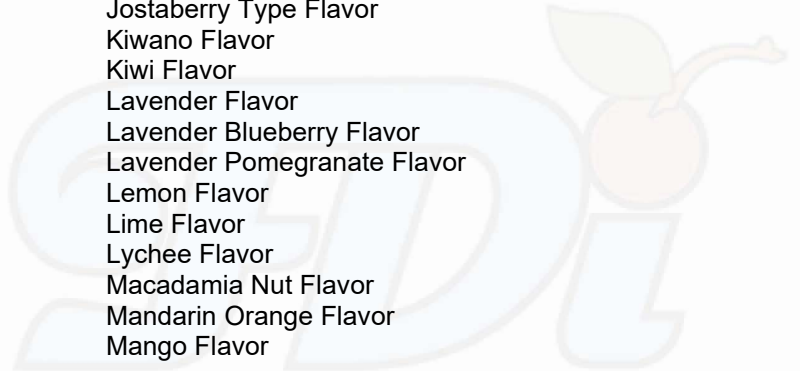 Jostaberry Type Flavor
Kiwano Flavor
Kiwi Flavor
Lavender Flavor
Lavender Blueberry Flavor
Lavender Pomegranate Flavor
Lemon Flavor
Lime Flavor
Lychee Flavor
Macadamia Nut Flavor
Mandarin Orange Flavor
Mango Flavor
FDi